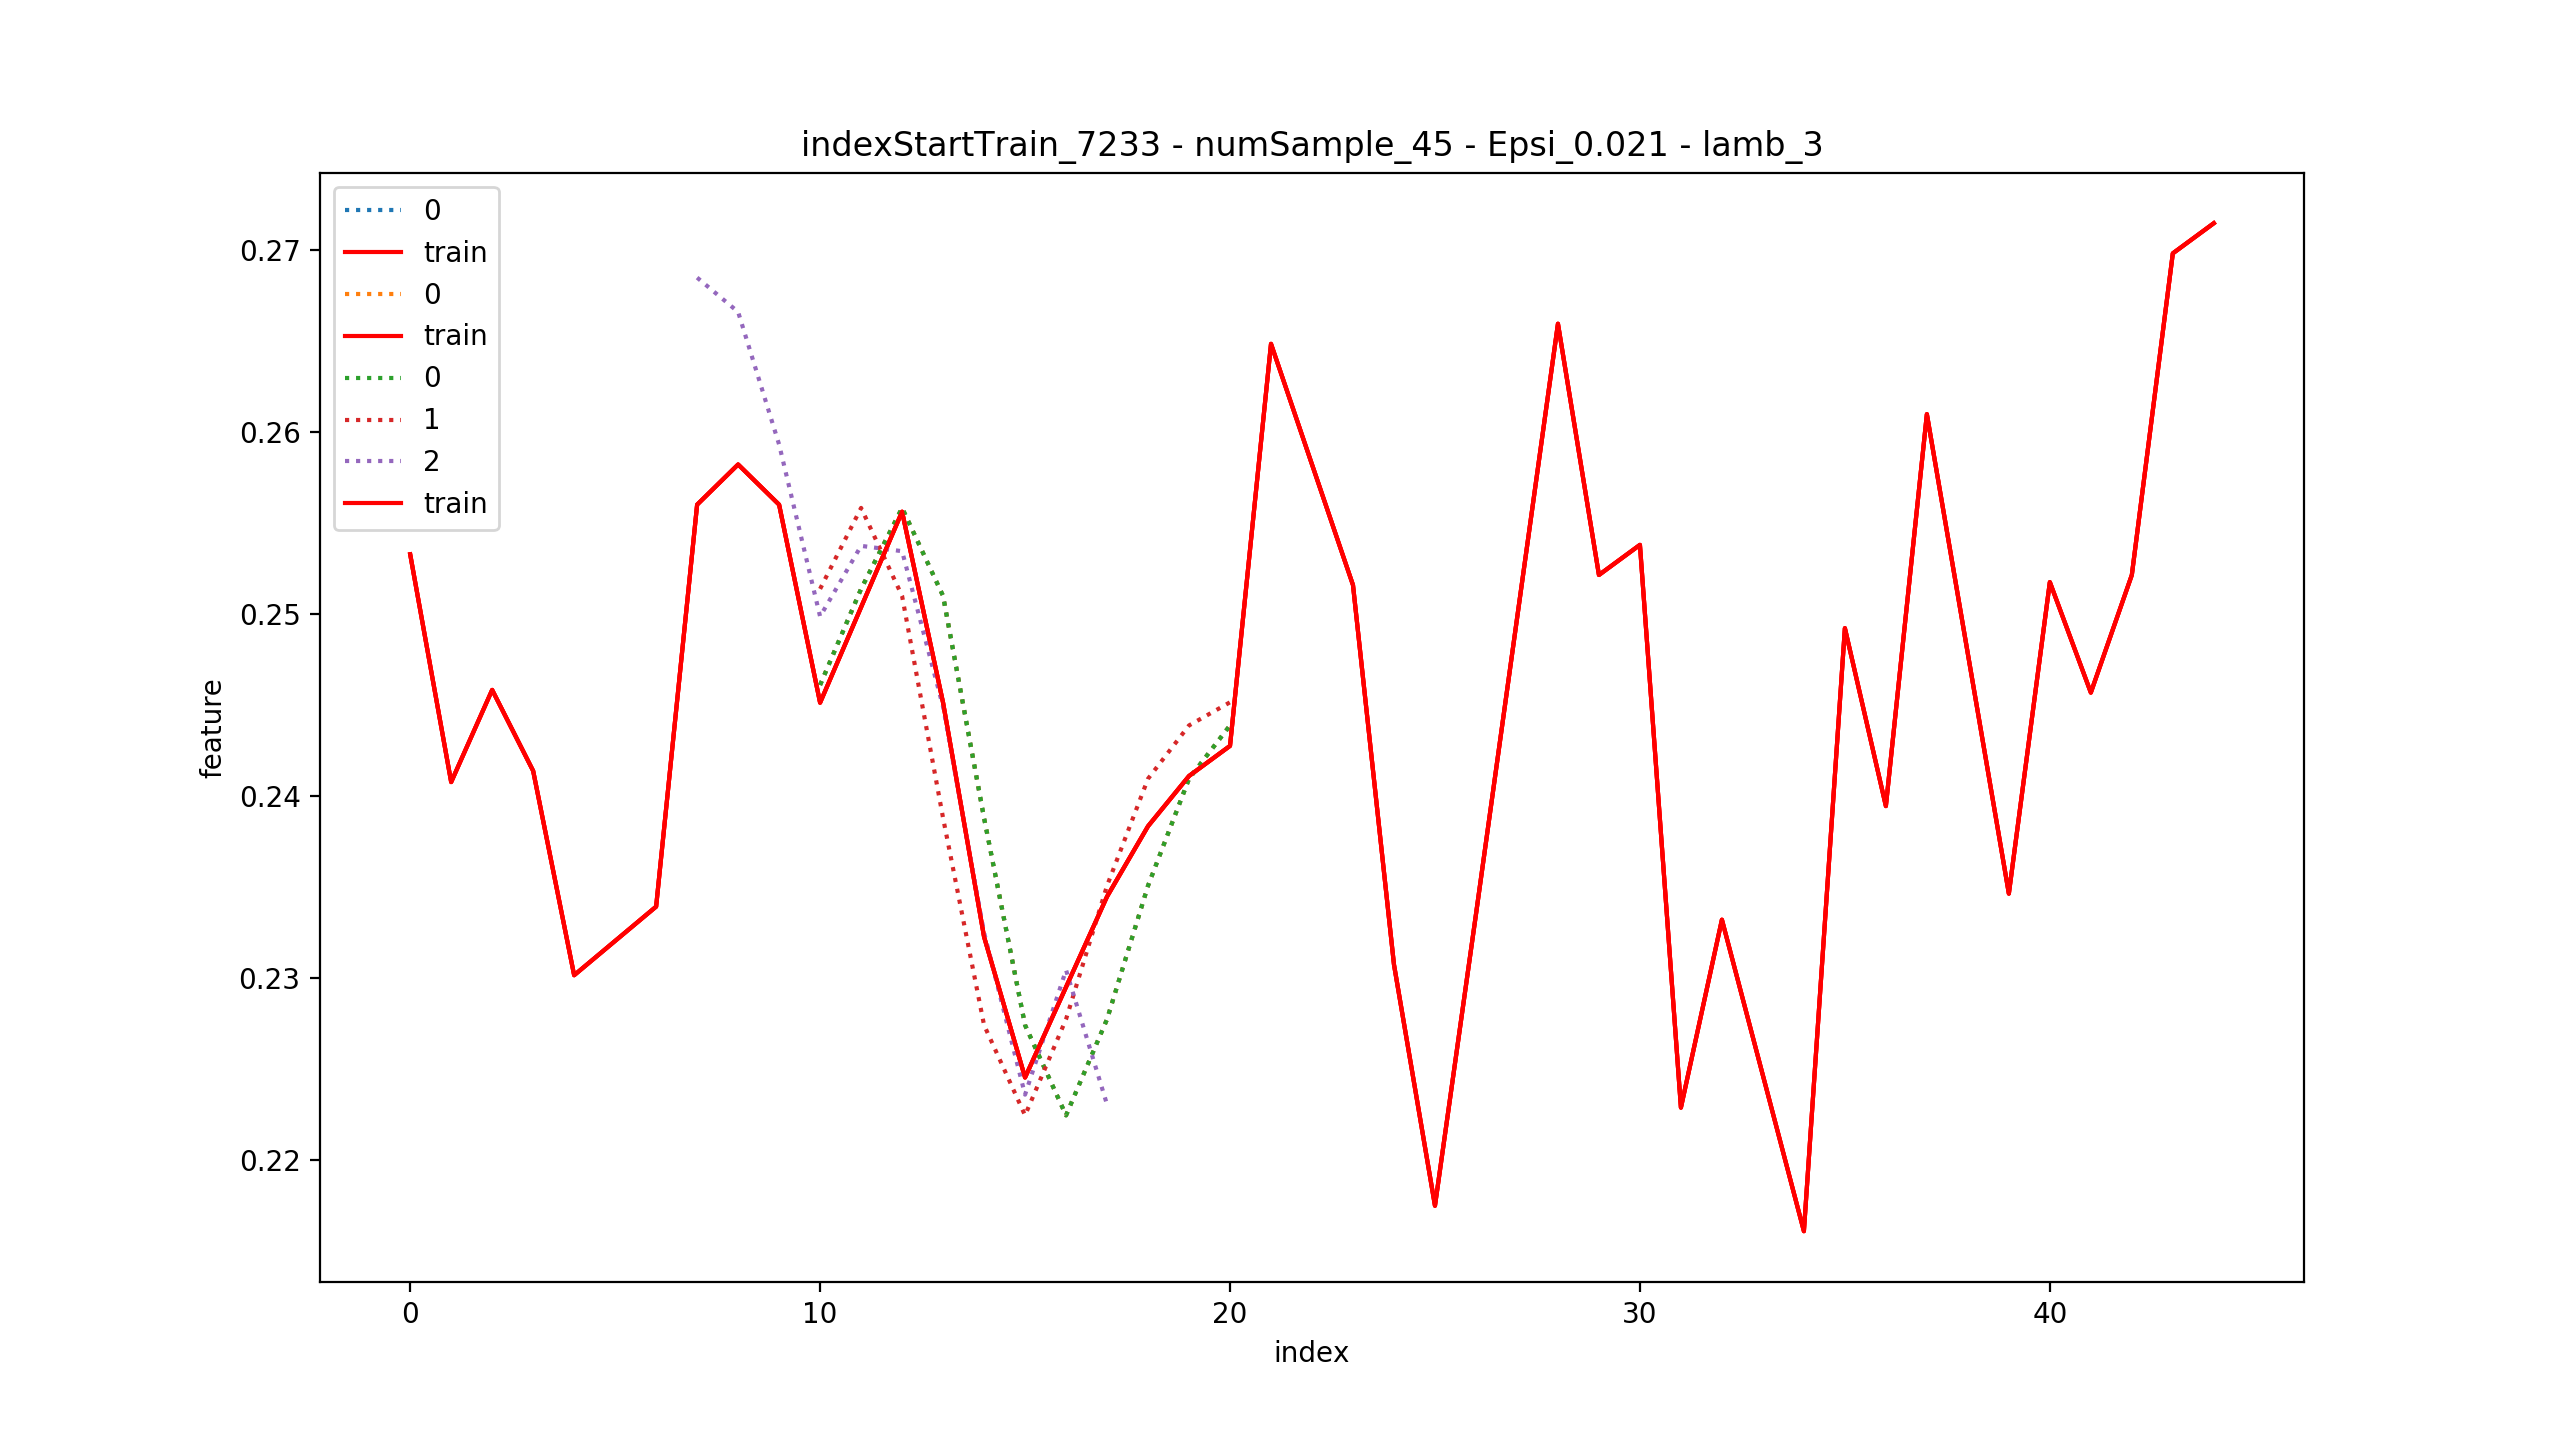 indexStartTrain_7233 - numSample_45 - Epsi_0.021 - lamb_3
0
train
0
train
0
1
2
train
0.27
0.26
0.25
0.24
0.23
0.22
feature
0 10 20 30 40
index